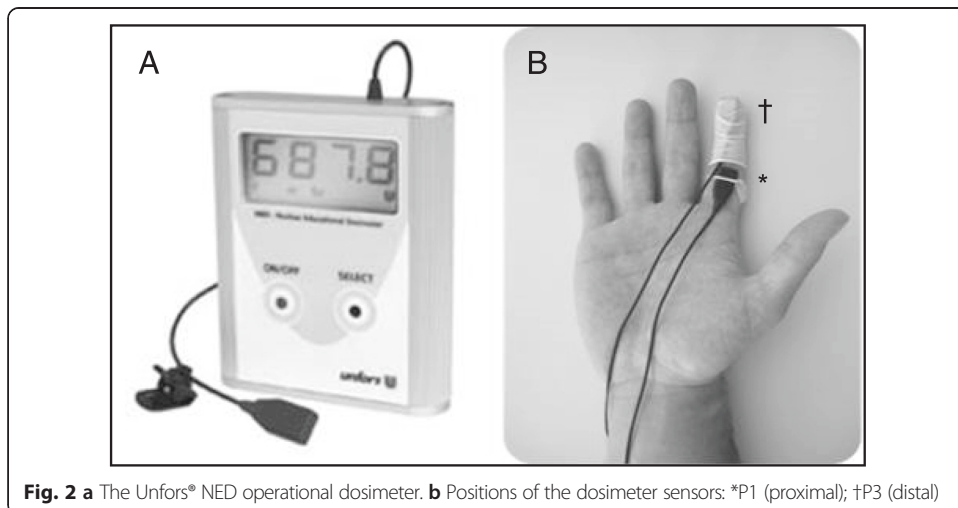 A
B
687.8
NED - Nuclear Educational Dosimeter
ON/OFF
SELECT
unfors
†
*
Fig. 2 a The Unfors® NED operational dosimeter. b Positions of the dosimeter sensors: *P1 (proximal); †P3 (distal)